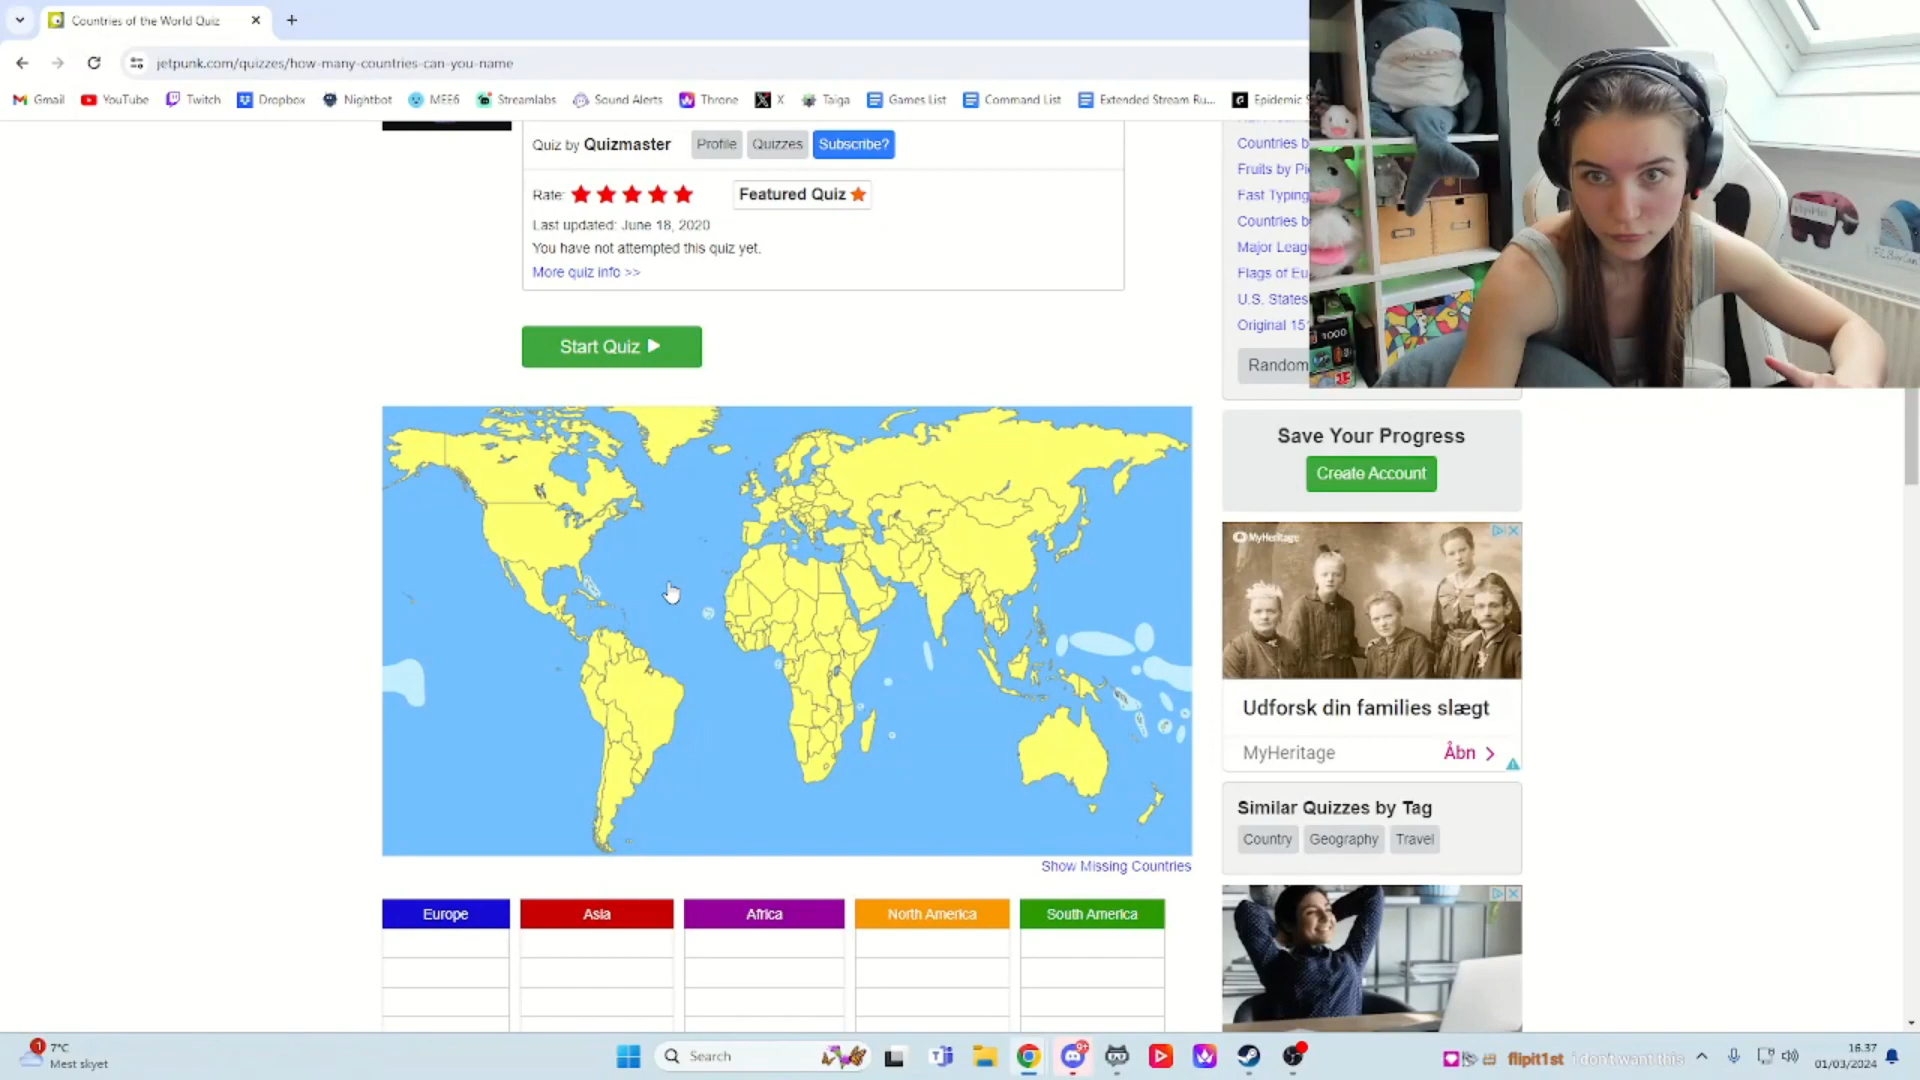 Countries of the World Quiz
jetpunk.com/quizzes/how-many-countries-can-you-name
Gmail YouTube Twitch Dropbox Nightbot MEE6 Streamlabs Sound Alerts Throne X Taiga Games List Command List Extended Stream Ru... Epidemic S
Quiz by Quizmaster Profile Quizzes Subscribe?
Rate: Featured Quiz
Last updated: June 18, 2020
You have not attempted this quiz yet.
More quiz info >>
Start Quiz
Show Missing Countries
Europe Asia Africa North America South America
Countries b
Fruits by Pi
Fast Typing
Countries b
Major Leag
Flags of Eu
U.S. States
Original 15
Random
Save Your Progress
Create Account
MyHeritage
Udforsk din families slægt
MyHeritage Åbn
Similar Quizzes by Tag
Country Geography Travel
1
7°C
Mest skyet
Search
9+
flipit1st i don't want this
16.37
01/03/2024